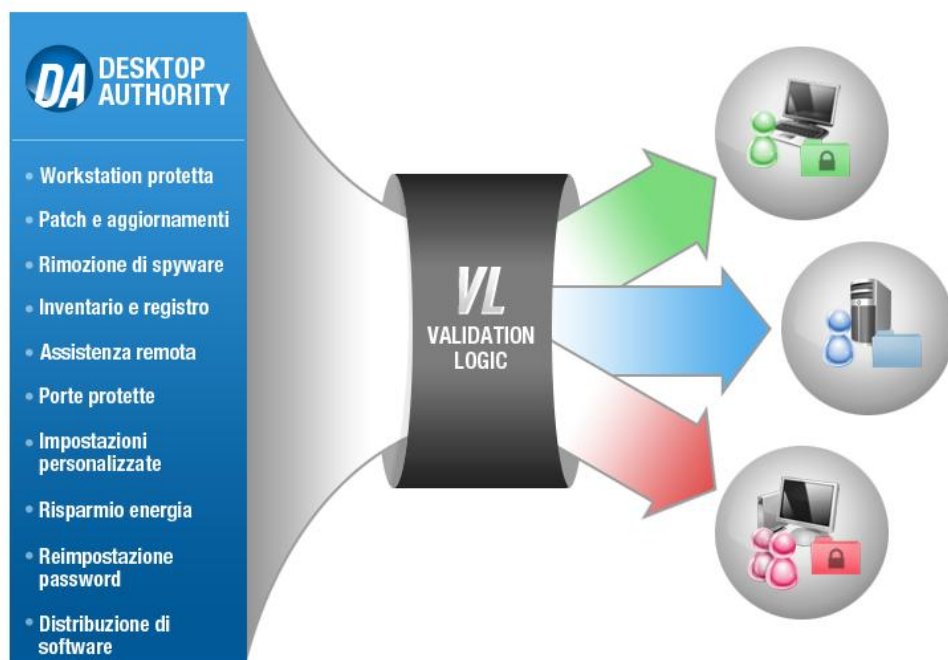 DA DESKTOP
AUTHORITY
• Workstation protetta
• Patch e aggiornamenti
• Rimozione di spyware
• Inventario e registro
• Assistenza remota
• Porte protette
• Impostazioni
personalizzate
• Risparmio energia
• Reimpostazione
password
• Distribuzione di
software
VL
VALIDATION
LOGIC